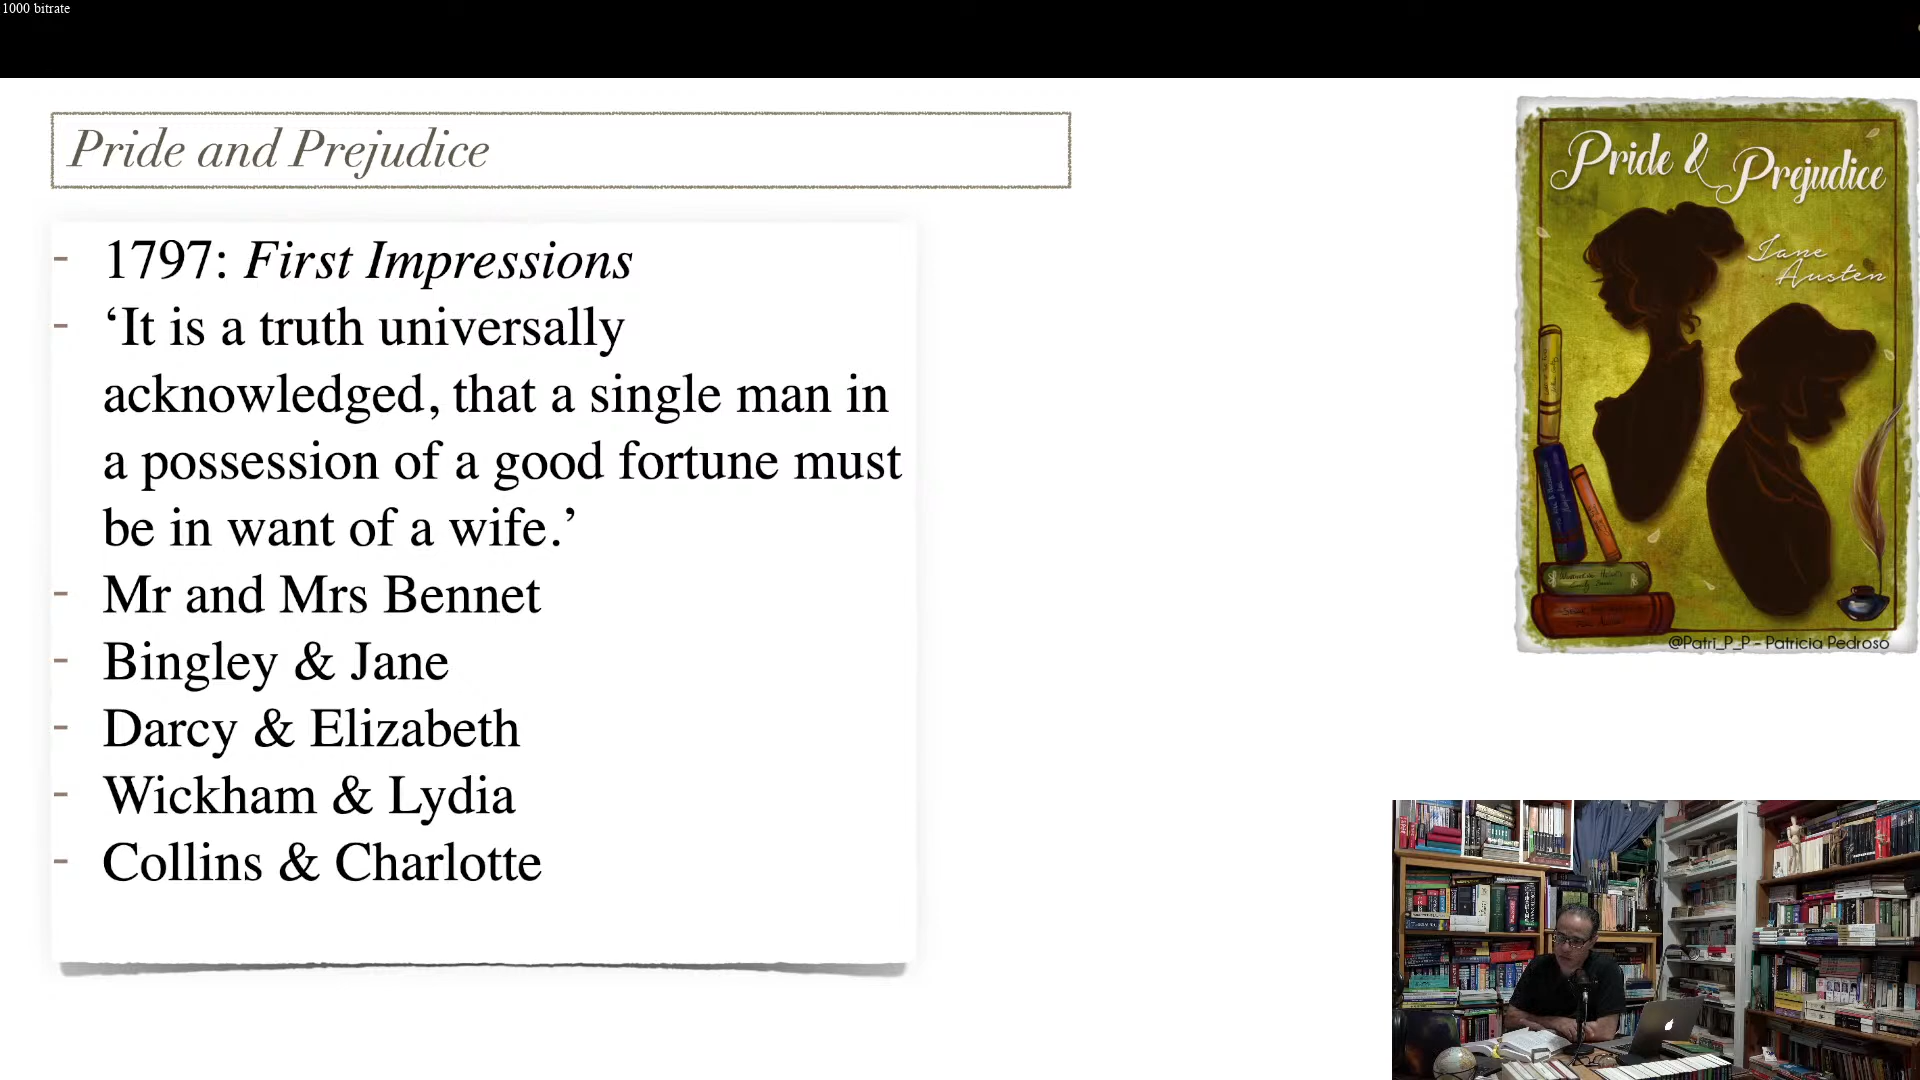 1000 bitrate
Pride and Prejudice
- 1797: First Impressions
- ‘It is a truth universally
acknowledged, that a single man in
a possession of a good fortune must
be in want of a wife.’
- Mr and Mrs Bennet
- Bingley & Jane
- Darcy & Elizabeth
- Wickham & Lydia
- Collins & Charlotte
Pride & Prejudice
Jane
Austen
@Patri_P_P - Patricia Pedroso